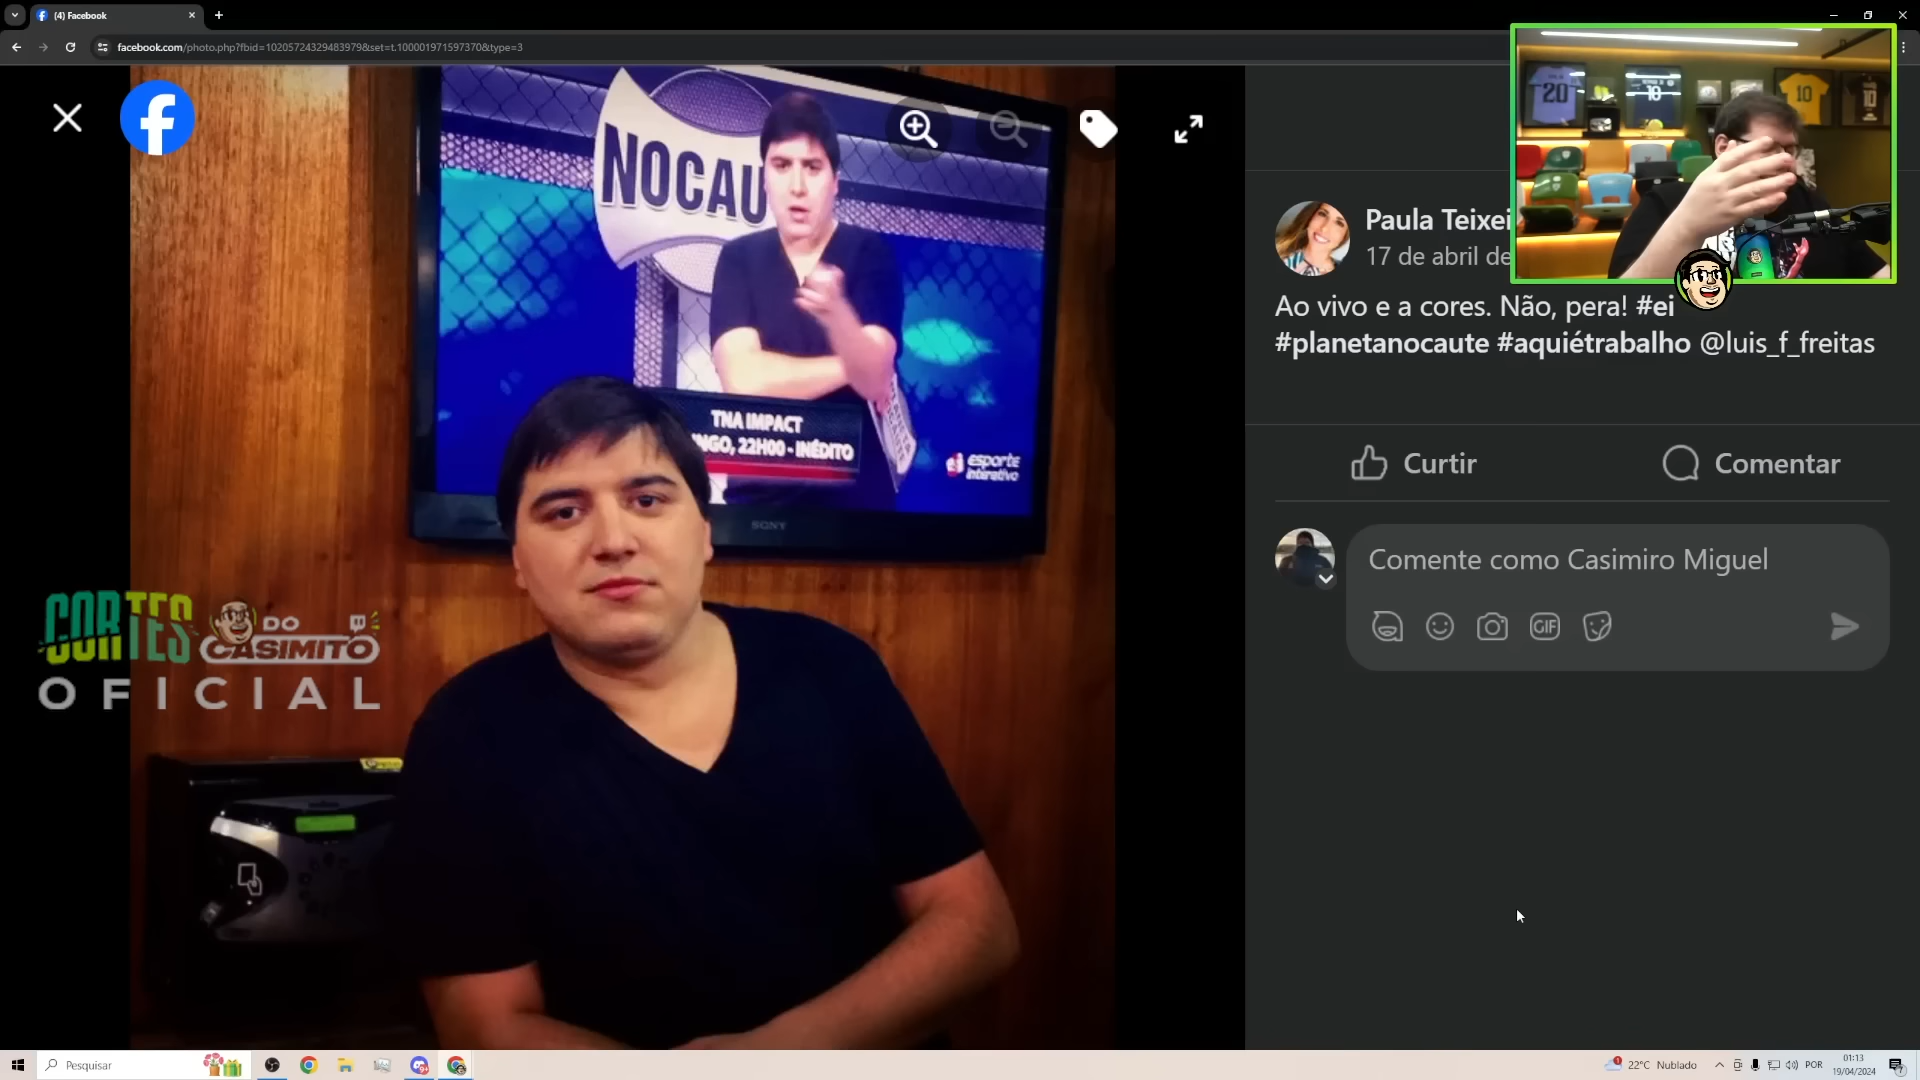 (4) Facebook
facebook.com/photo.php?fbid=10205724329483979&set=t.100001971597370&type=3
NOCAU
TNA IMPACT
NGO, 22H00 - INÉDITO
esporte
interativo
SONY
CORTES DO
CASIMITO
OFICIAL
20
10
10
10
Paula Teixei
17 de abril de
Ao vivo e a cores. Não, pera! #ei
#planetanocaute #aquiétrabalho @luis_f_freitas
Curtir
Comentar
Comente como Casimiro Miguel
GIF
Pesquisar
22°C Nublado
POR
01:13
19/04/2024